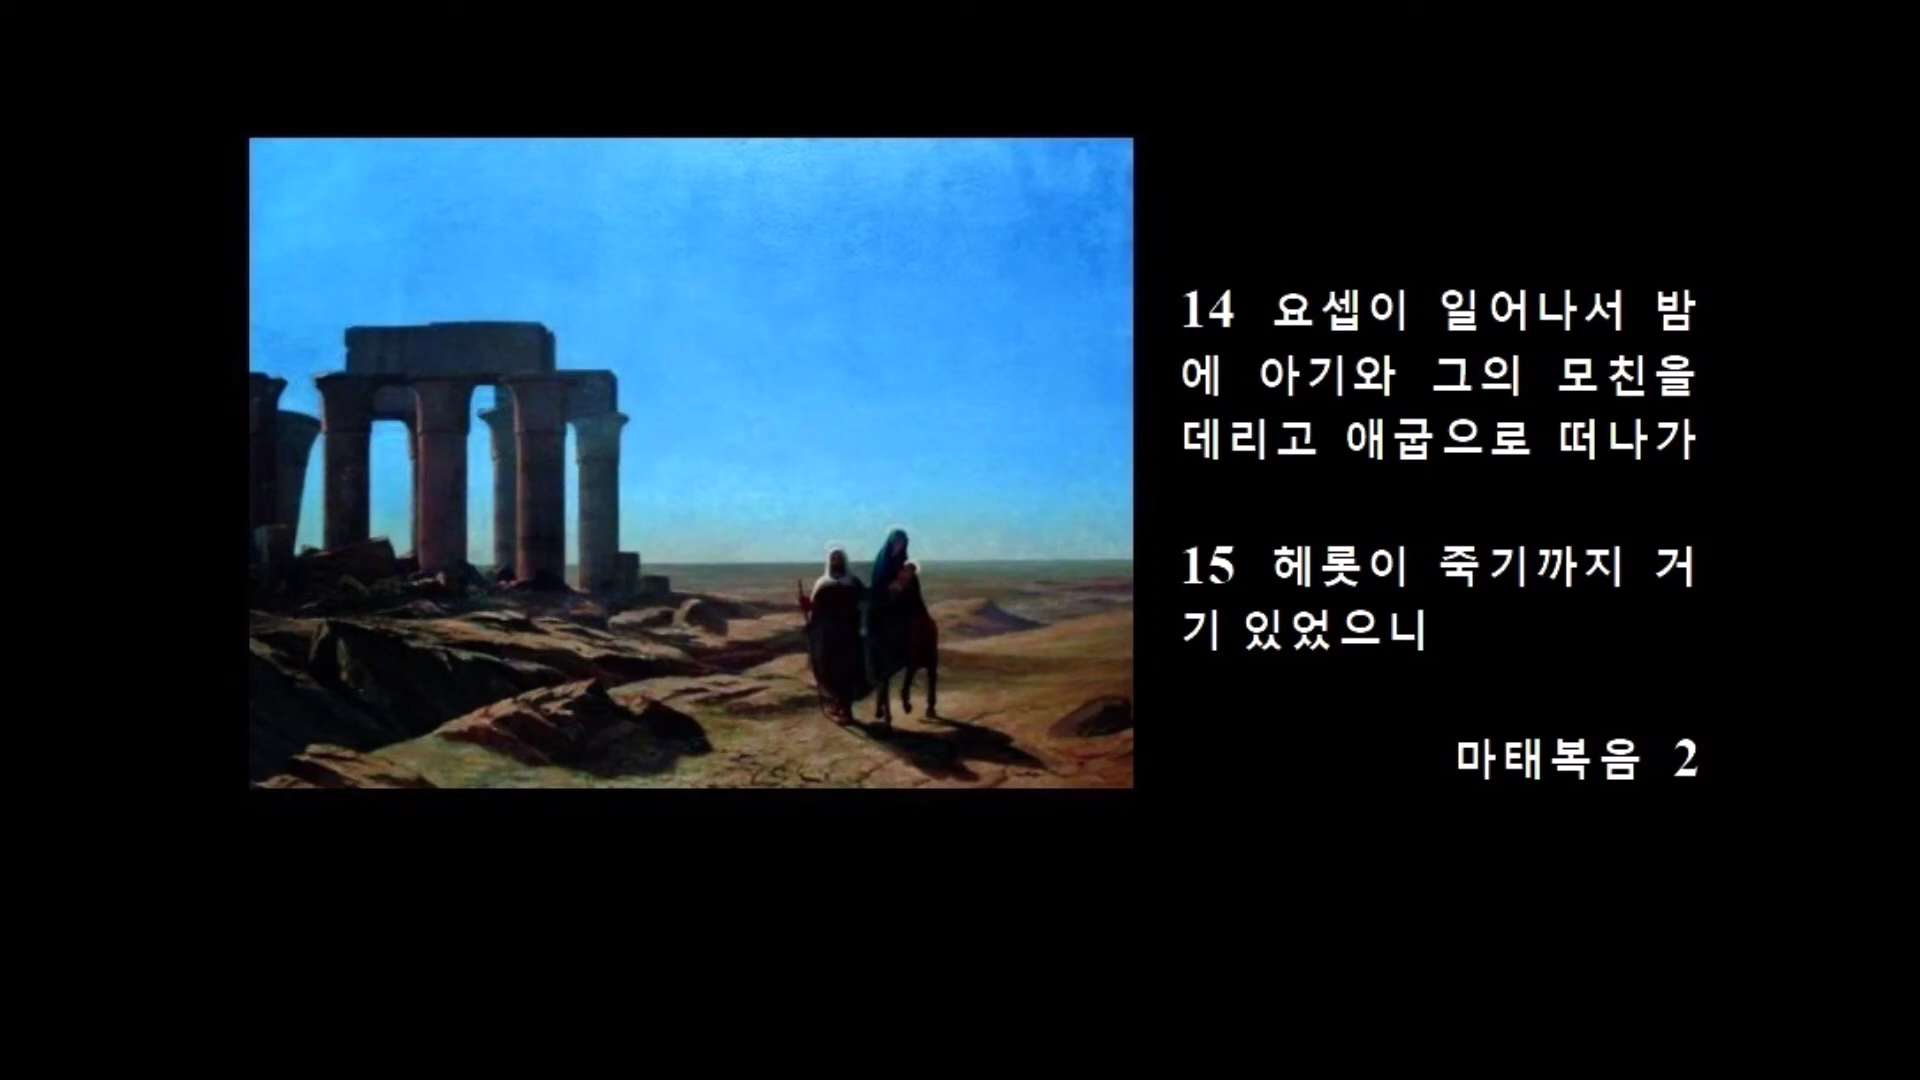 14 요셉이 일어나서 밤
에 아기와 그의 모친을
데리고 애굽으로 떠나가
15 헤롯이 죽기까지 거
기 있었으니
마태복음 2